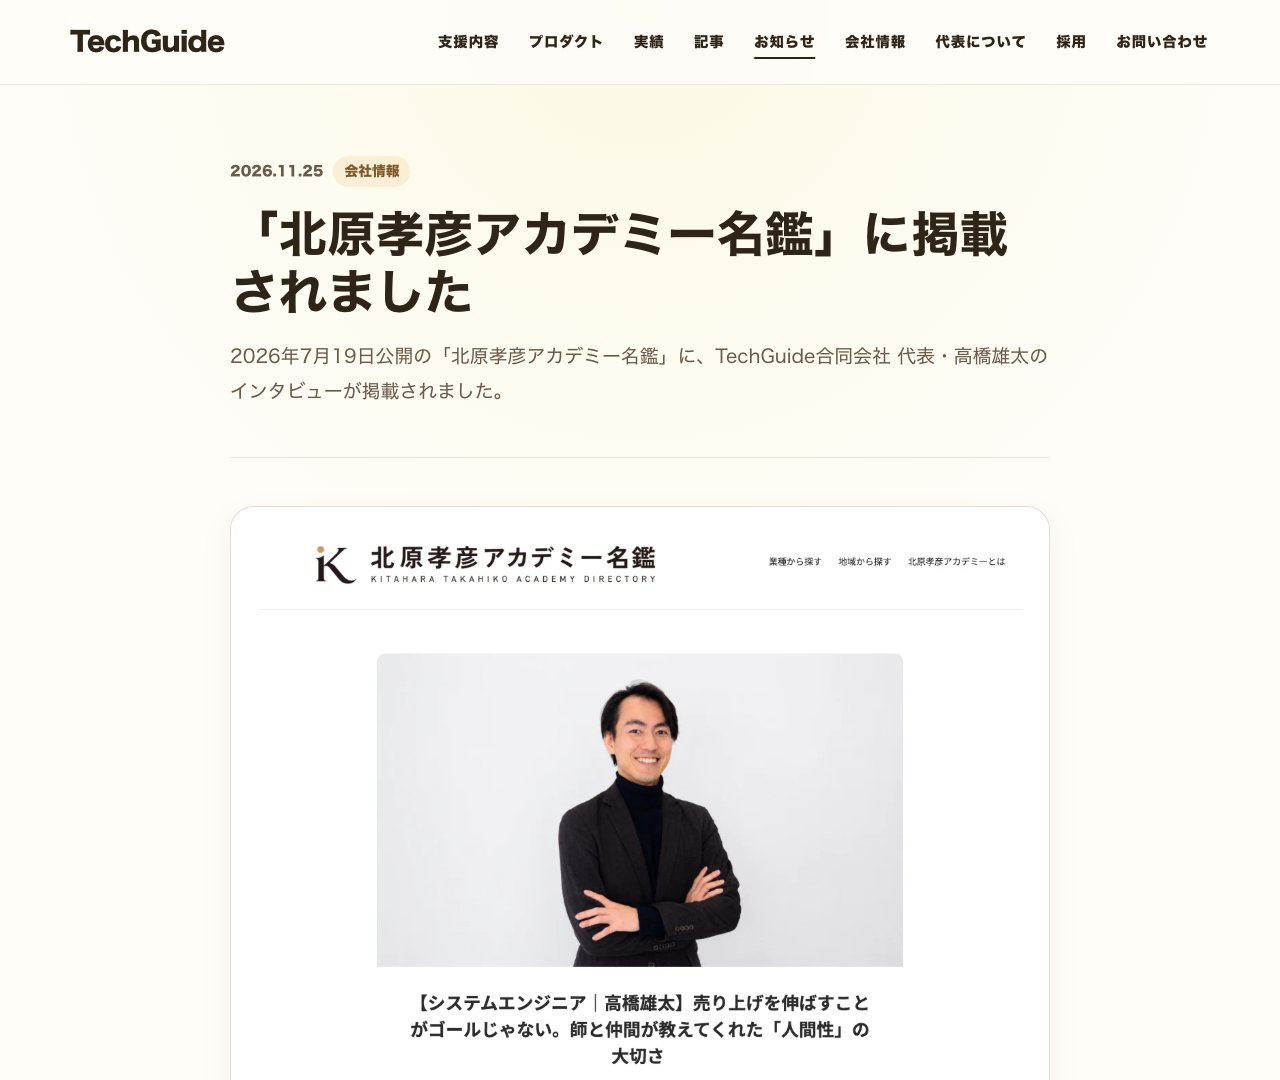 TechGuide
支援内容 プロダクト 実績 記事 お知らせ 会社情報 代表について 採用 お問い合わせ
2026.11.25 会社情報
「北原孝彦アカデミー名鑑」に掲載
されました
2026年7月19日公開の「北原孝彦アカデミー名鑑」に、TechGuide合同会社 代表・高橋雄太の
インタビューが掲載されました。
iK 北原孝彦アカデミー名鑑
KITAHARA TAKAHIKO ACADEMY DIRECTORY
業種から探す 地域から探す 北原孝彦アカデミーとは
【システムエンジニア｜高橋雄太】売り上げを伸ばすこと
がゴールじゃない。師と仲間が教えてくれた「人間性」の
大切さ